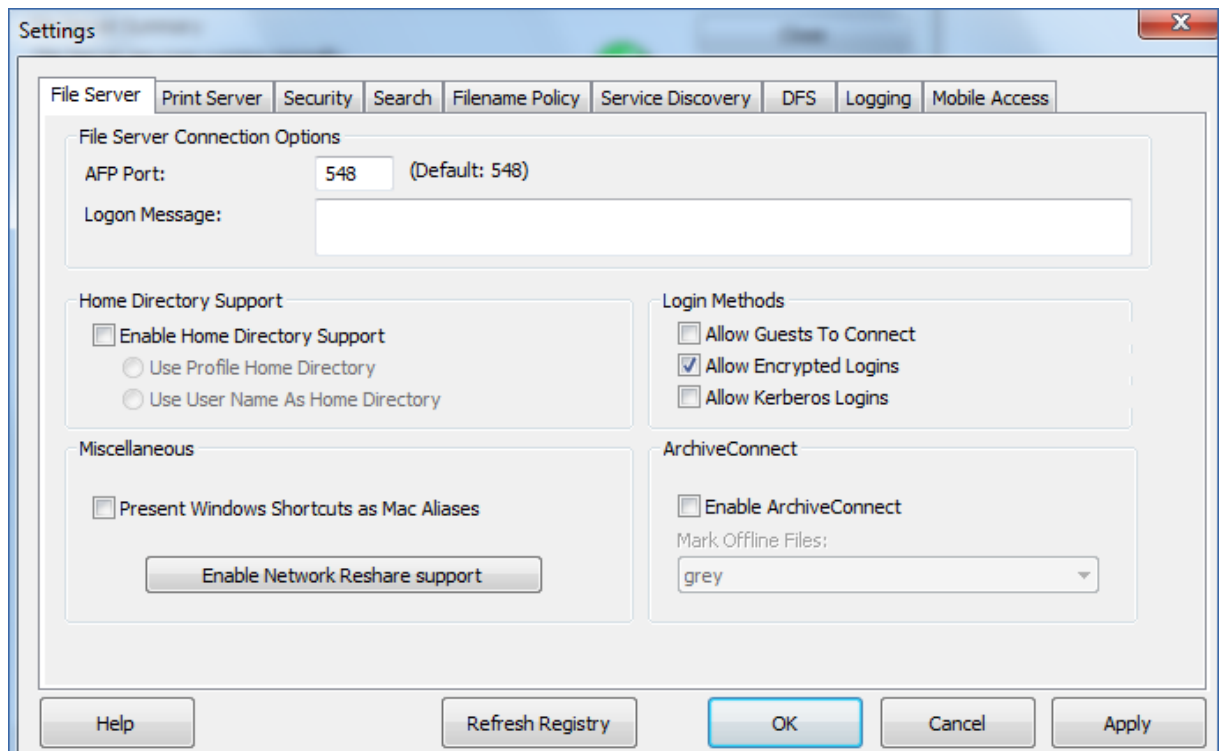 Settings
File Server Print Server Security Search Filename Policy Service Discovery DFS Logging Mobile Access
File Server Connection Options
AFP Port: 548 (Default: 548)
Logon Message:
Home Directory Support
Enable Home Directory Support
Use Profile Home Directory
Use User Name As Home Directory
Login Methods
Allow Guests To Connect
Allow Encrypted Logins
Allow Kerberos Logins
Miscellaneous
Present Windows Shortcuts as Mac Aliases
Enable Network Reshare support
ArchiveConnect
Enable ArchiveConnect
Mark Offline Files:
grey
Help Refresh Registry OK Cancel Apply